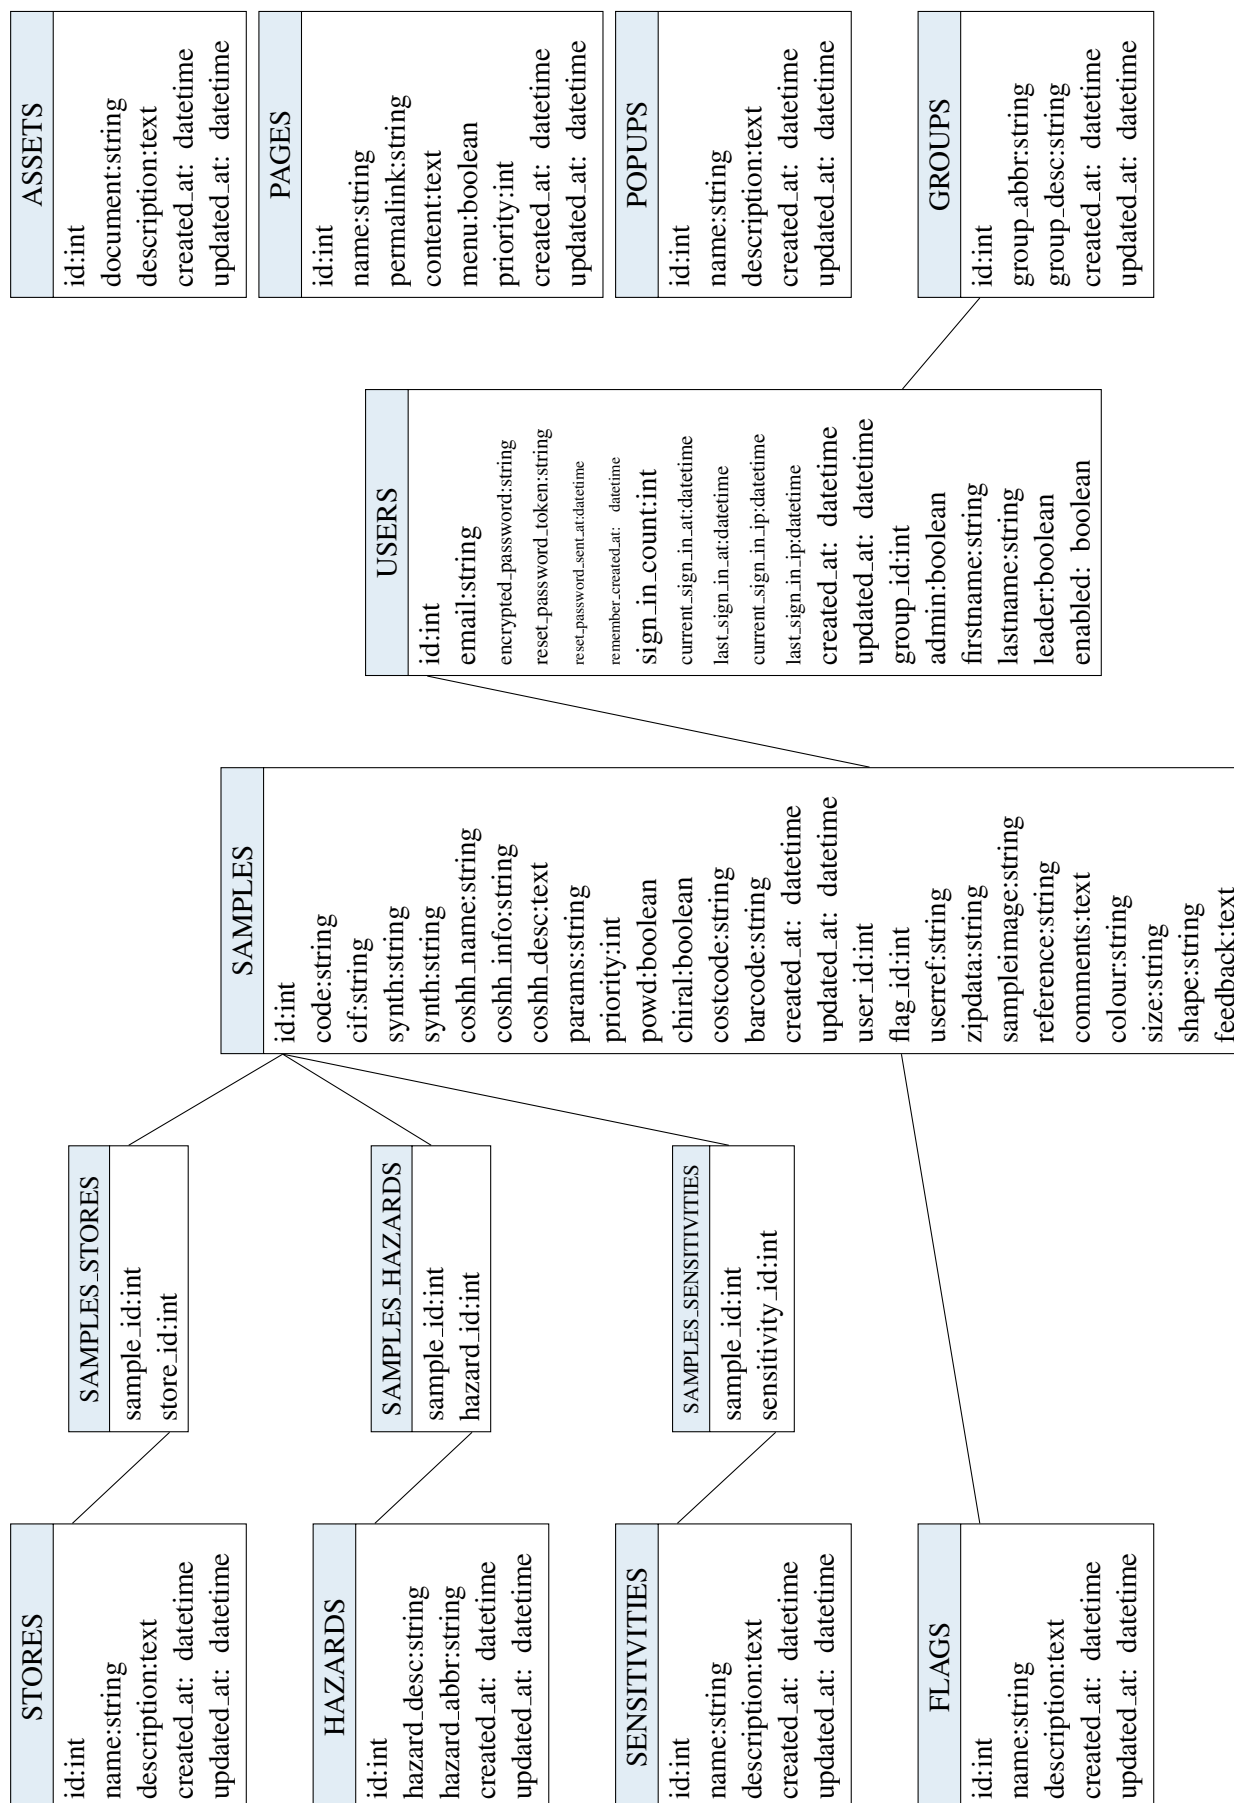 STORES
id:int
name:string
description:text
created_at: datetime
updated_at: datetime
HAZARDS
id:int
hazard_desc:string
hazard_abbr:string
created_at: datetime
updated_at: datetime
SENSITIVITIES
id:int
name:string
description:text
created_at: datetime
updated_at: datetime
FLAGS
id:int
name:string
description:text
created_at: datetime
updated_at: datetime
SAMPLES_STORES
sample_id:int
store_id:int
SAMPLES_HAZARDS
sample_id:int
hazard_id:int
SAMPLES_SENSITIVITIES
sample_id:int
sensitivity_id:int
SAMPLES
id:int
code:string
cif:string
synth:string
synth:string
coshh_name:string
coshh_info:string
coshh_desc:text
params:string
priority:int
powd:boolean
chiral:boolean
costcode:string
barcode:string
created_at: datetime
updated_at: datetime
user_id:int
flag_id:int
userref:string
zipdata:string
sampleimage:string
reference:string
comments:text
colour:string
size:string
shape:string
feedback:text
USERS
id:int
email:string
encrypted_password:string
reset_password_token:string
reset_password_sent_at:datetime
remember_created_at: datetime
sign_in_count:int
current_sign_in_at:datetime
last_sign_in_at:datetime
current_sign_in_ip:datetime
last_sign_in_ip:datetime
created_at: datetime
updated_at: datetime
group_id:int
admin:boolean
firstname:string
lastname:string
leader:boolean
enabled: boolean
ASSETS
id:int
document:string
description:text
created_at: datetime
updated_at: datetime
PAGES
id:int
name:string
permalink:string
content:text
menu:boolean
priority:int
created_at: datetime
updated_at: datetime
POPUPS
id:int
name:string
description:text
created_at: datetime
updated_at: datetime
GROUPS
id:int
group_abbr:string
group_desc:string
created_at: datetime
updated_at: datetime